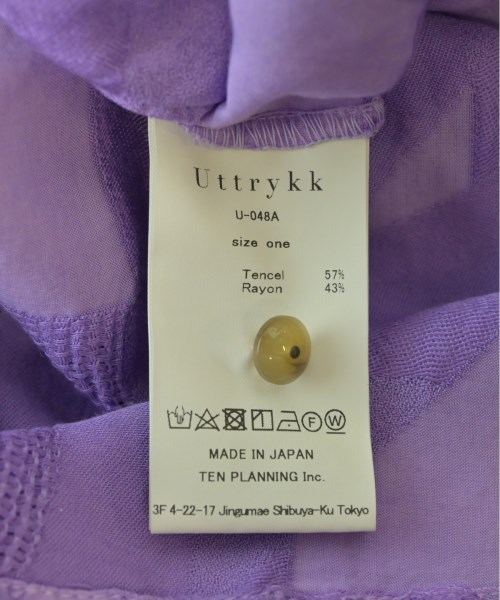 Uttrykk
U-048A
size one
Tencel 57%
Rayon 43%
MADE IN JAPAN
TEN PLANNING Inc.
3F 4-22-17 Jingumae Shibuya-Ku Tokyo